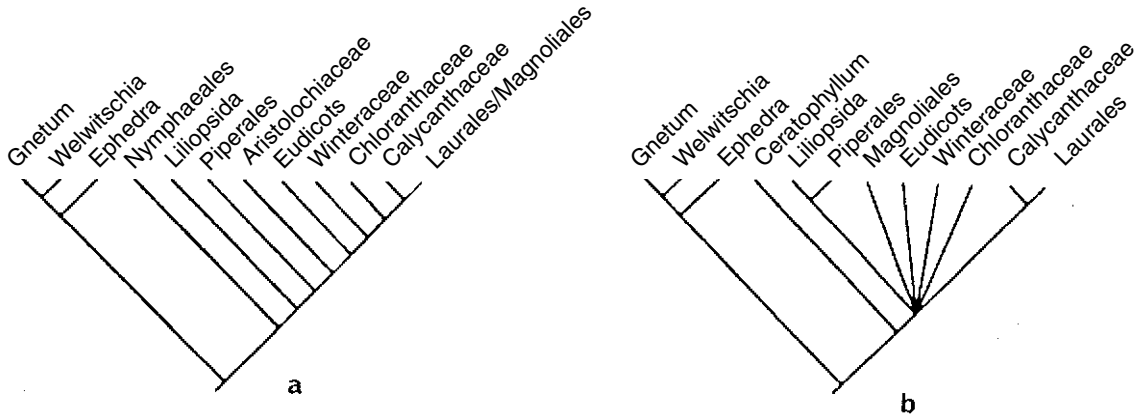 Gnetum
Welwitschia
Ephedra
Nymphaeales
Liliopsida
Piperales
Aristolochiaceae
Eudicots
Winteraceae
Chloranthaceae
Calycanthaceae
Laurales/Magnoliales
a
Gnetum
Welwitschia
Ephedra
Ceratophyllum
Liliopsida
Piperales
Magnoliales
Eudicots
Winteraceae
Chloranthaceae
Calycanthaceae
Laurales
b